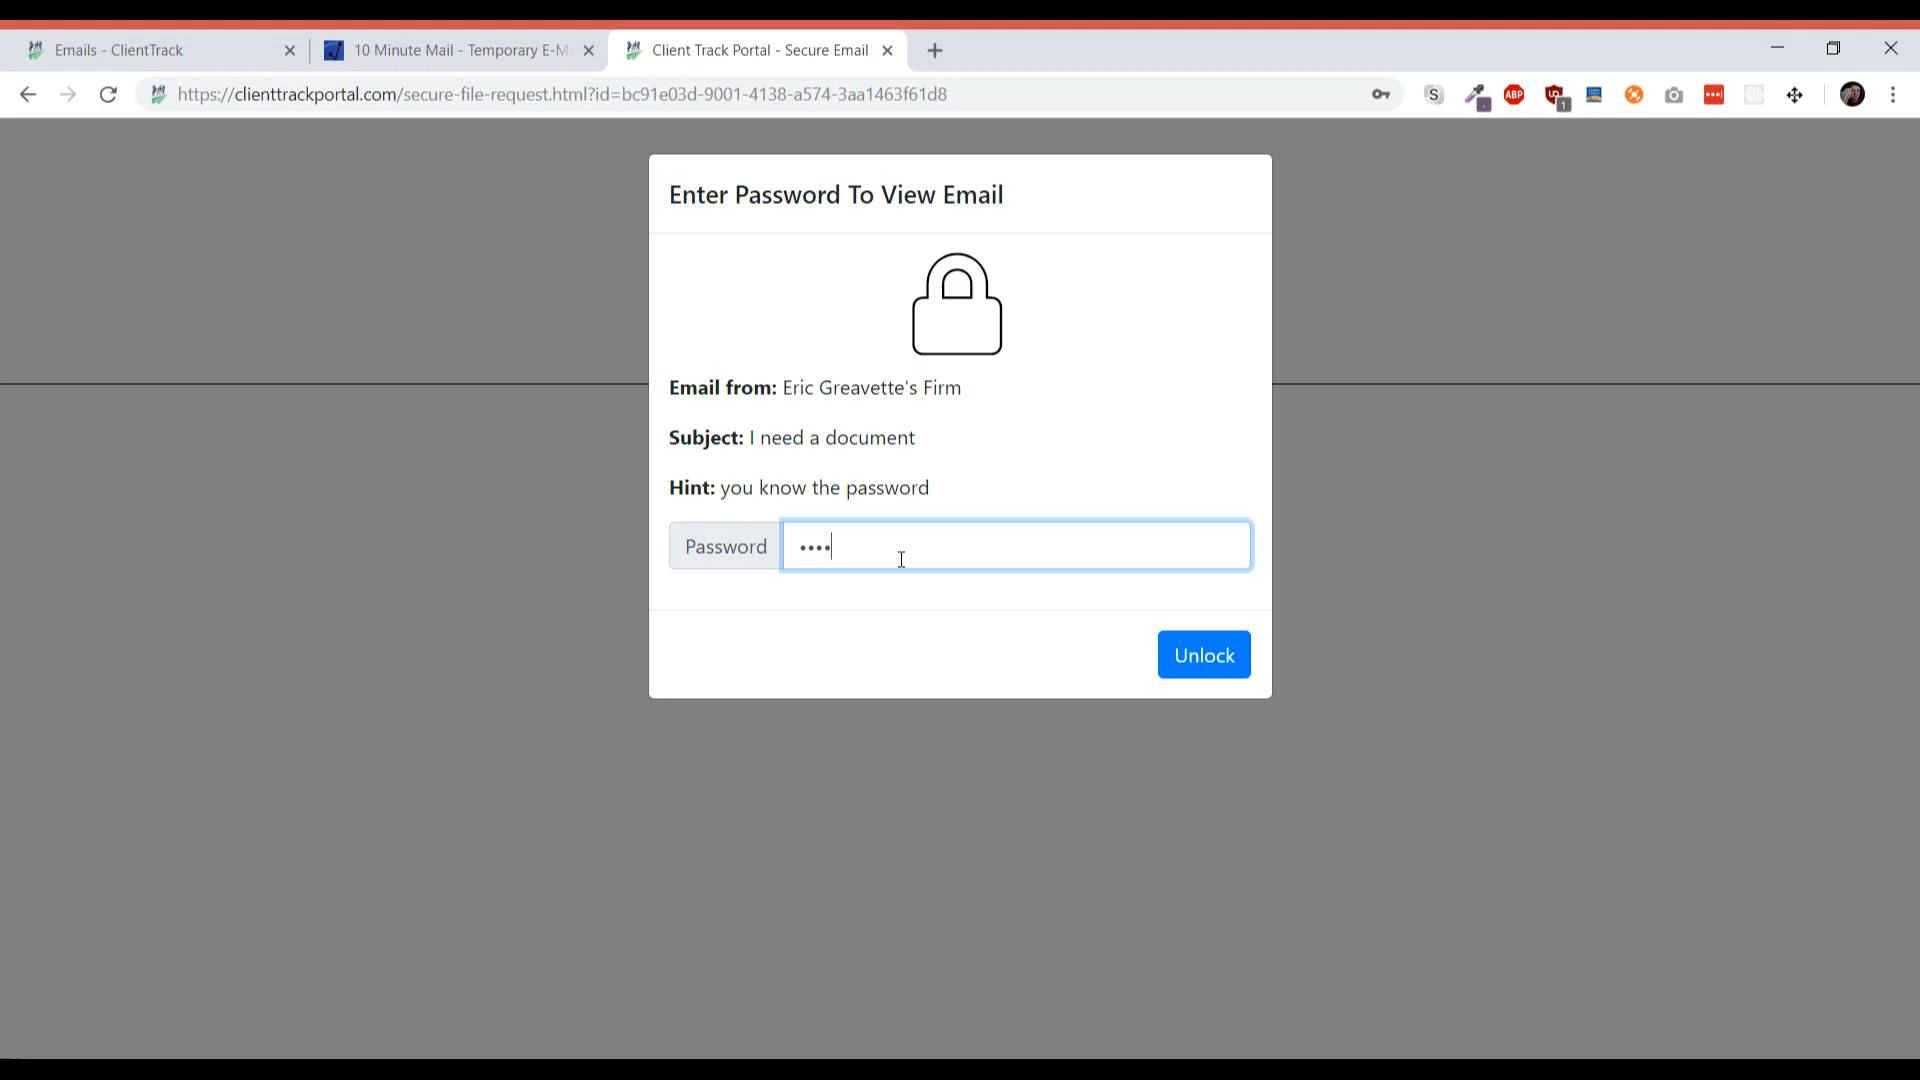 Emails - ClientTrack
10 Minute Mail - Temporary E-M
Client Track Portal - Secure Email
https://clienttrackportal.com/secure-file-request.html?id=bc91e03d-9001-4138-a574-3aa1463f61d8
S
ABP
1
Enter Password To View Email
Email from: Eric Greavette's Firm
Subject: I need a document
Hint: you know the password
Password ••••
Unlock